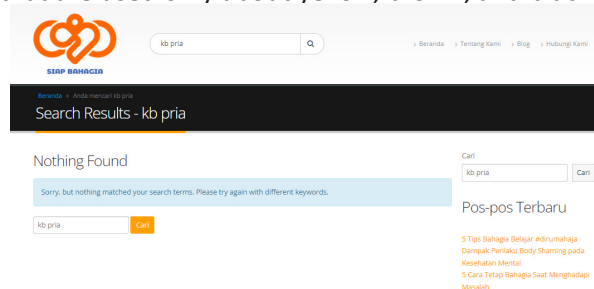 kb pria
› Beranda › Tentang Kami › Blog › Hubungi Kami
SIAP BAHAGIA
Beranda » Anda mencari kb pria
Search Results - kb pria
Nothing Found
Sorry, but nothing matched your search terms. Please try again with different keywords.
kb pria Cari
Cari
kb pria Cari
Pos-pos Terbaru
5 Tips Bahagia Belajar #dirumahaja
Dampak Perilaku Body Shaming pada
Kesehatan Mental
5 Cara Tetap Bahagia Saat Menghadapi
Masalah